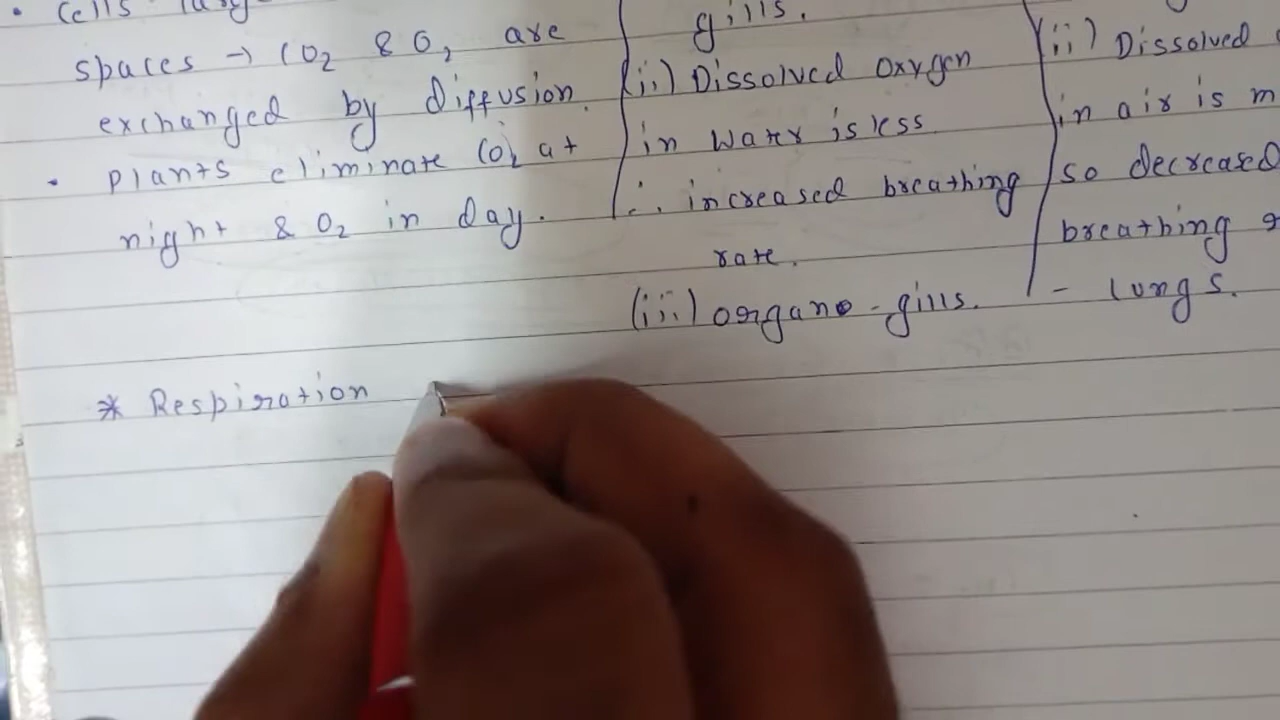 • Cells
spaces → CO2 & O2 are
exchanged by diffusion.
• Plants eliminate CO2 at
night & O2 in day.
gills.
(ii) Dissolved oxygen
in water is less
∴ increased breathing
rate.
(iii) organo - gills.
(ii) Dissolved
in air is
so decreased
breathing
- lungs.
* Respiration